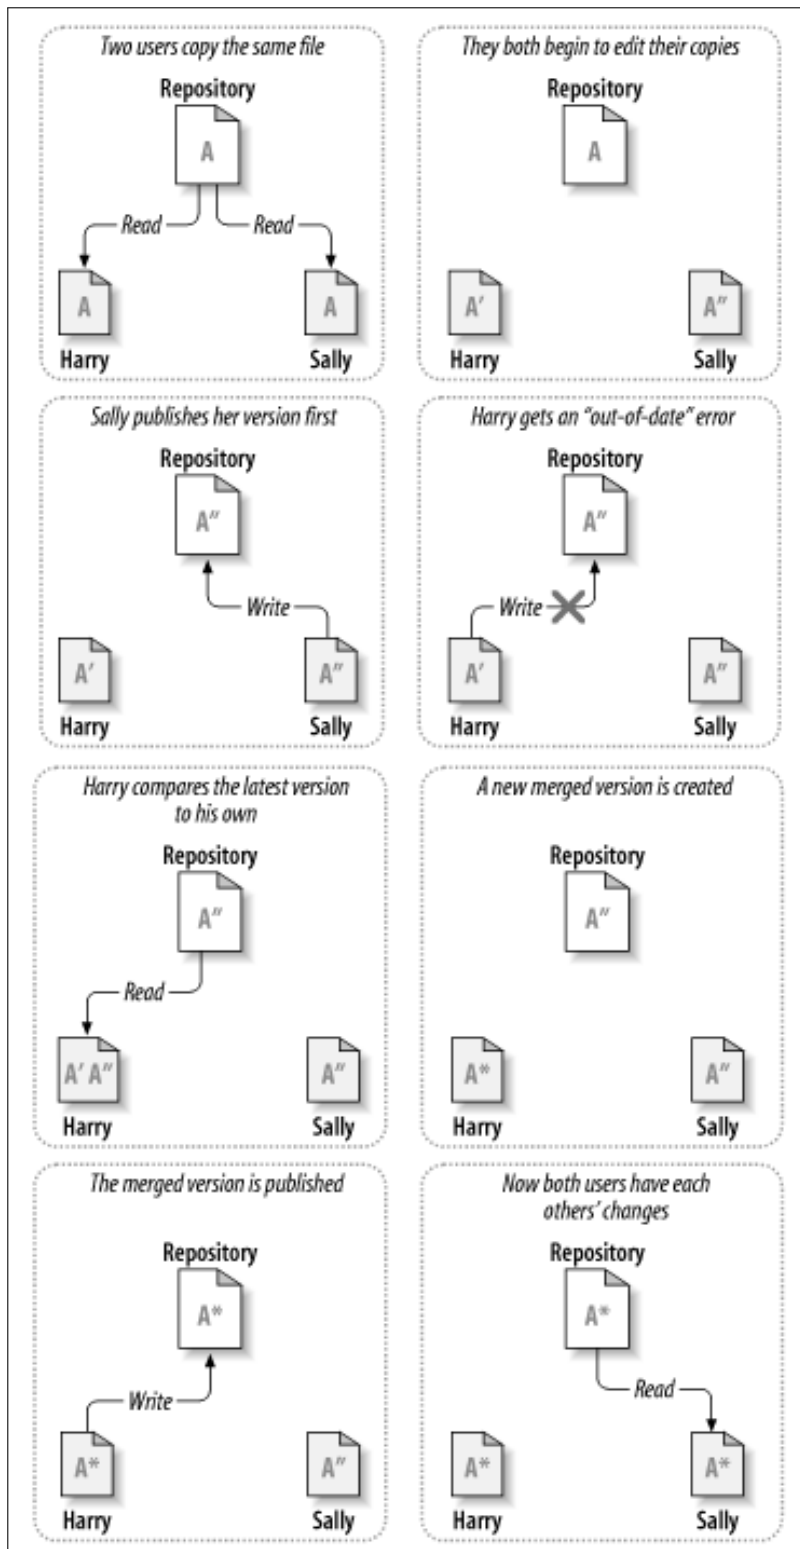 Two users copy the same file
Repository
A
Read
Read
A
A
Harry
Sally
They both begin to edit their copies
Repository
A
A′
A″
Harry
Sally
Sally publishes her version first
Repository
A″
Write
A′
A″
Harry
Sally
Harry gets an “out-of-date” error
Repository
A″
Write
A′
A″
Harry
Sally
Harry compares the latest version
to his own
Repository
A″
Read
A′ A″
A″
Harry
Sally
A new merged version is created
Repository
A″
A*
A″
Harry
Sally
The merged version is published
Repository
A*
Write
A*
A″
Harry
Sally
Now both users have each
others’ changes
Repository
A*
Read
A*
A*
Harry
Sally